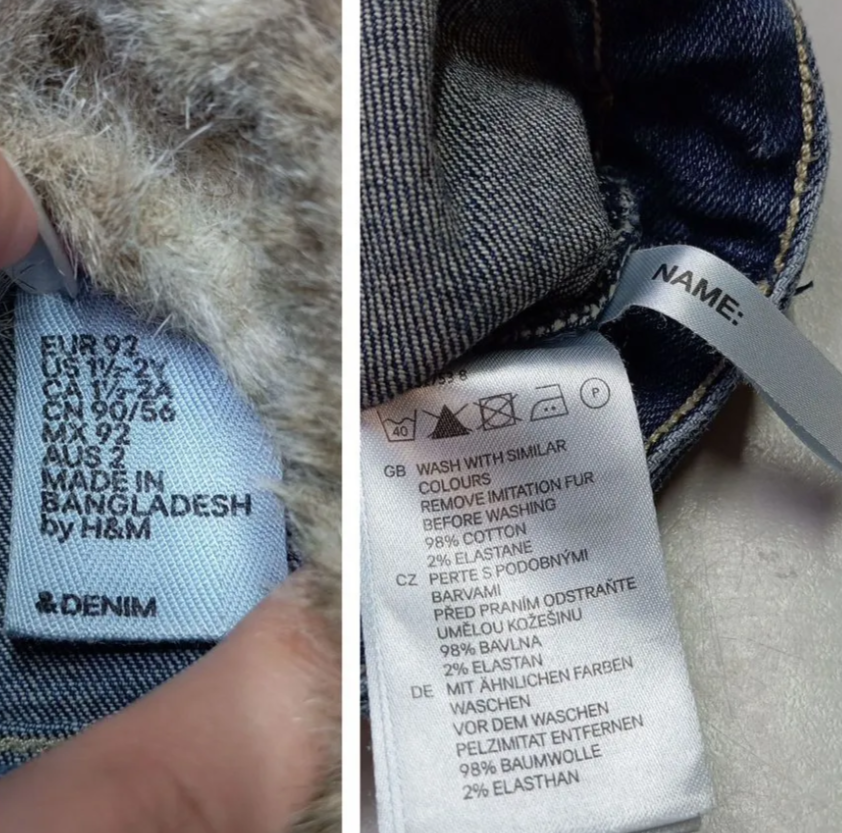 EUR 92
US 1½-2Y
CA 1½-2A
CN 90/56
MX 92
AUS 2
MADE IN
BANGLADESH
by H&M
&DENIM
NAME:
40
P
GB WASH WITH SIMILAR
COLOURS
REMOVE IMITATION FUR
BEFORE WASHING
98% COTTON
2% ELASTANE
CZ PERTE S PODOBNÝMI
BARVAMI
PŘED PRANÍM ODSTRAŇTE
UMĚLOU KOŽEŠINU
98% BAVLNA
2% ELASTAN
DE MIT ÄHNLICHEN FARBEN
WASCHEN
VOR DEM WASCHEN
PELZIMITAT ENTFERNEN
98% BAUMWOLLE
2% ELASTHAN